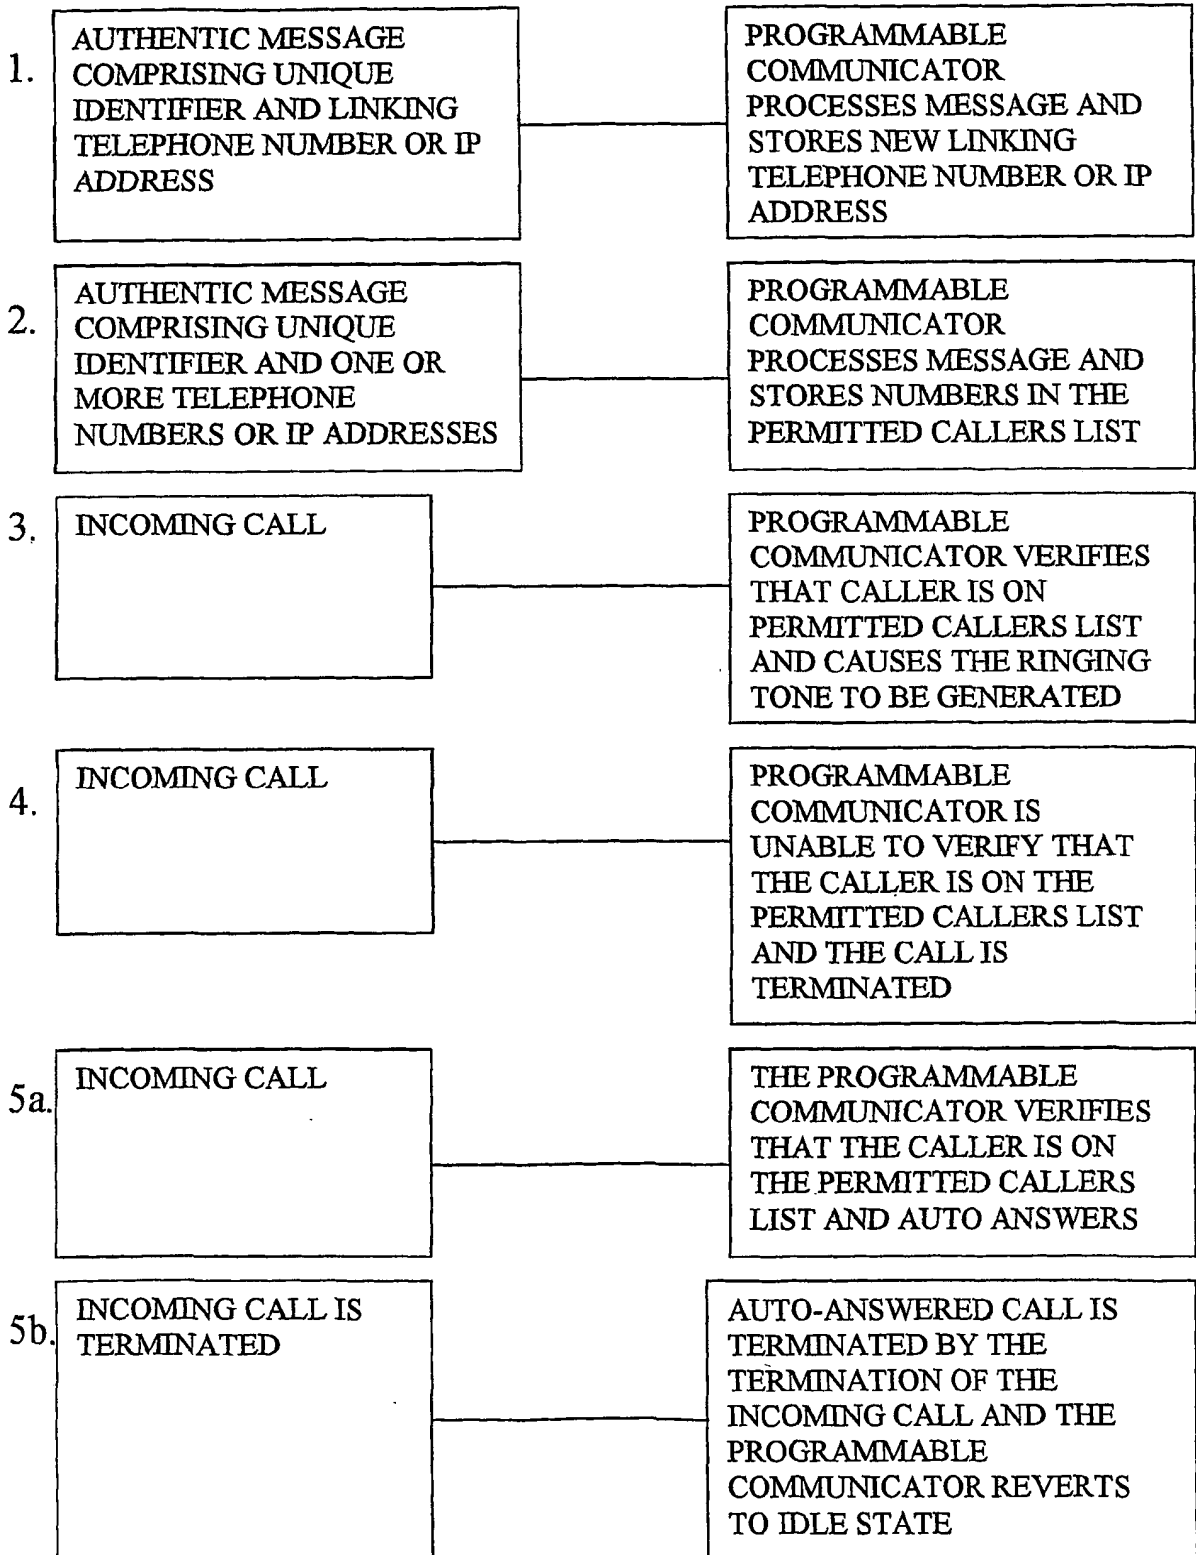 1.
AUTHENTIC MESSAGE
COMPRISING UNIQUE
IDENTIFIER AND LINKING
TELEPHONE NUMBER OR IP
ADDRESS
PROGRAMMABLE
COMMUNICATOR
PROCESSES MESSAGE AND
STORES NEW LINKING
TELEPHONE NUMBER OR IP
ADDRESS
2.
AUTHENTIC MESSAGE
COMPRISING UNIQUE
IDENTIFIER AND ONE OR
MORE TELEPHONE
NUMBERS OR IP ADDRESSES
PROGRAMMABLE
COMMUNICATOR
PROCESSES MESSAGE AND
STORES NUMBERS IN THE
PERMITTED CALLERS LIST
3.
INCOMING CALL
PROGRAMMABLE
COMMUNICATOR VERIFIES
THAT CALLER IS ON
PERMITTED CALLERS LIST
AND CAUSES THE RINGING
TONE TO BE GENERATED
4.
INCOMING CALL
PROGRAMMABLE
COMMUNICATOR IS
UNABLE TO VERIFY THAT
THE CALLER IS ON THE
PERMITTED CALLERS LIST
AND THE CALL IS
TERMINATED
5a.
INCOMING CALL
THE PROGRAMMABLE
COMMUNICATOR VERIFIES
THAT THE CALLER IS ON
THE PERMITTED CALLERS
LIST AND AUTO ANSWERS
5b.
INCOMING CALL IS
TERMINATED
AUTO-ANSWERED CALL IS
TERMINATED BY THE
TERMINATION OF THE
INCOMING CALL AND THE
PROGRAMMABLE
COMMUNICATOR REVERTS
TO IDLE STATE